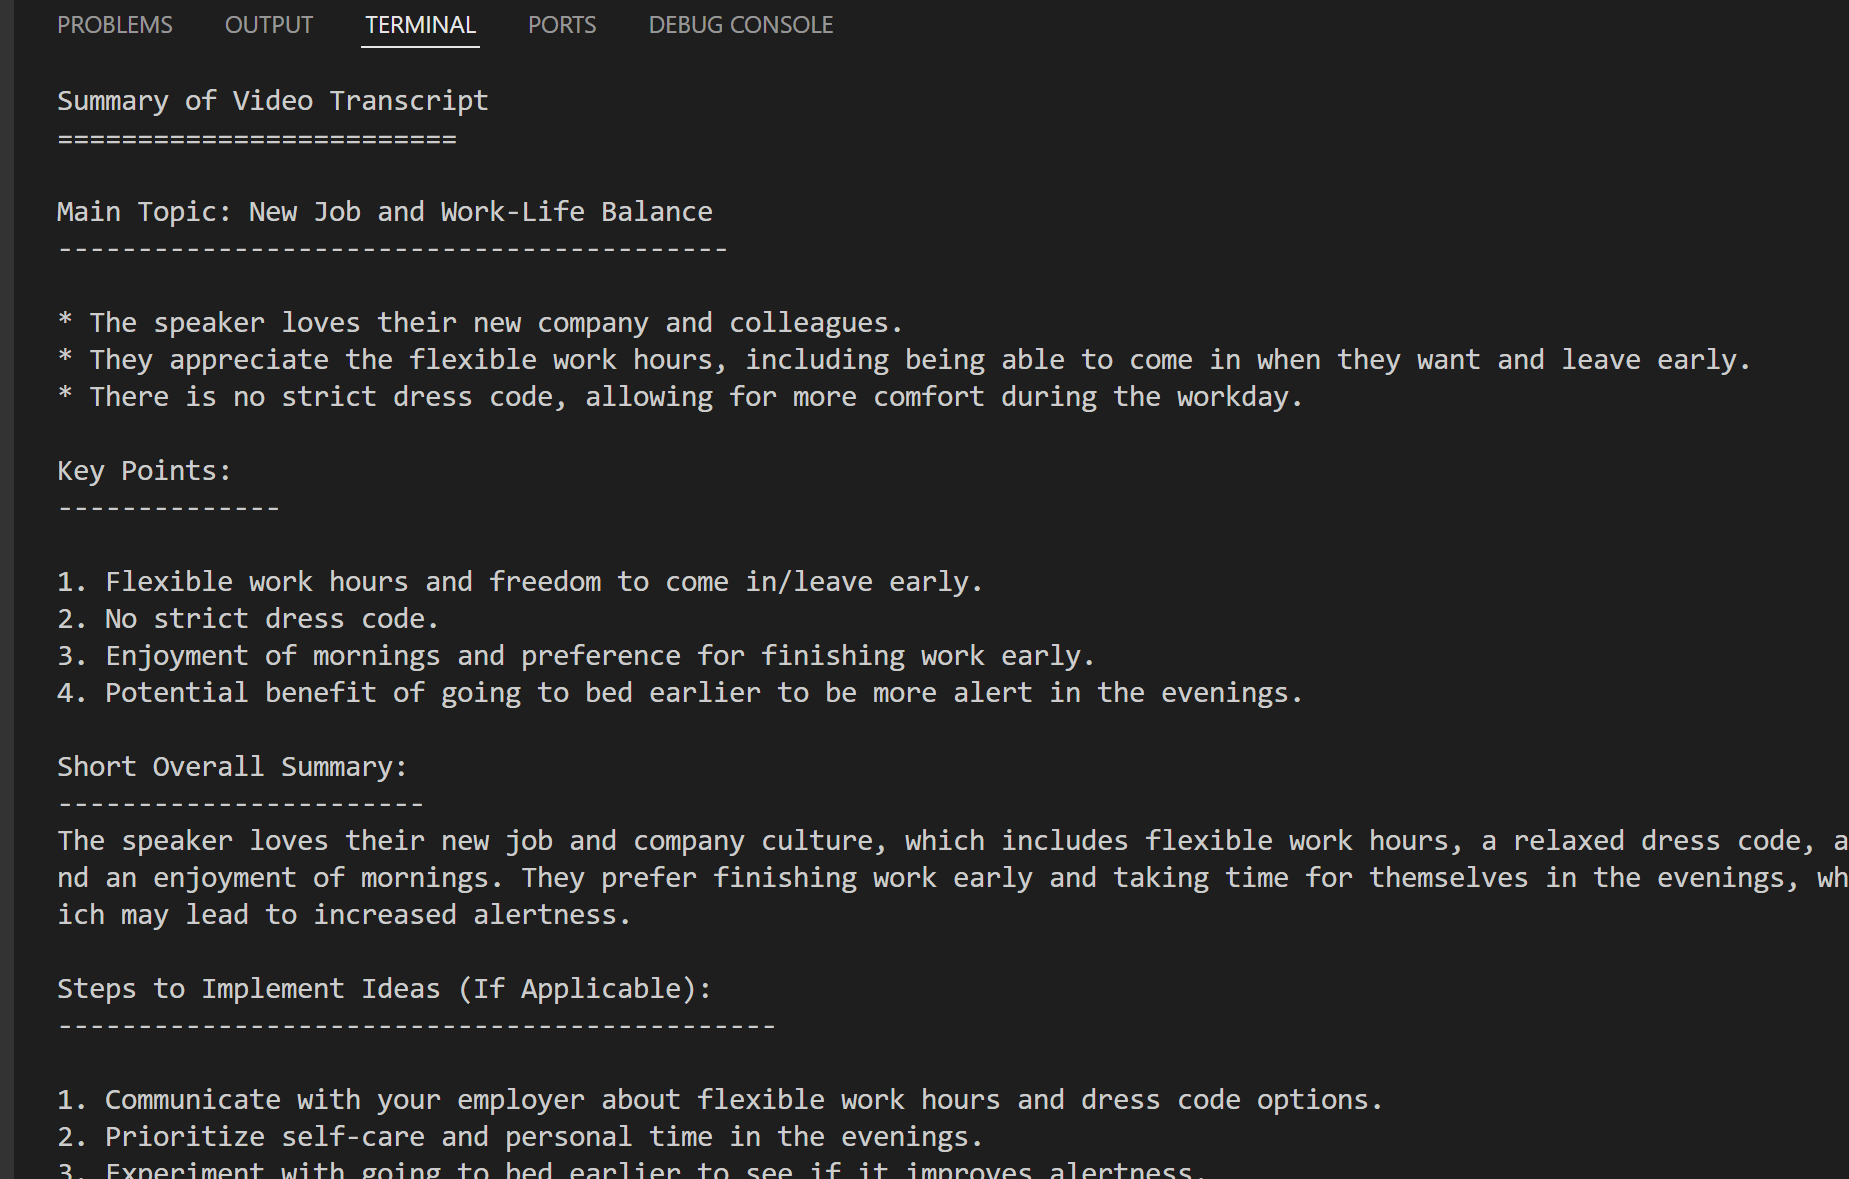 PROBLEMS OUTPUT TERMINAL PORTS DEBUG CONSOLE
Summary of Video Transcript
=========================
Main Topic: New Job and Work-Life Balance
------------------------------------------
* The speaker loves their new company and colleagues.
* They appreciate the flexible work hours, including being able to come in when they want and leave early.
* There is no strict dress code, allowing for more comfort during the workday.
Key Points:
--------------
1. Flexible work hours and freedom to come in/leave early.
2. No strict dress code.
3. Enjoyment of mornings and preference for finishing work early.
4. Potential benefit of going to bed earlier to be more alert in the evenings.
Short Overall Summary:
-----------------------
The speaker loves their new job and company culture, which includes flexible work hours, a relaxed dress code, a
nd an enjoyment of mornings. They prefer finishing work early and taking time for themselves in the evenings, wh
ich may lead to increased alertness.
Steps to Implement Ideas (If Applicable):
---------------------------------------------
1. Communicate with your employer about flexible work hours and dress code options.
2. Prioritize self-care and personal time in the evenings.
3. Experiment with going to bed earlier to see if it improves alertness.